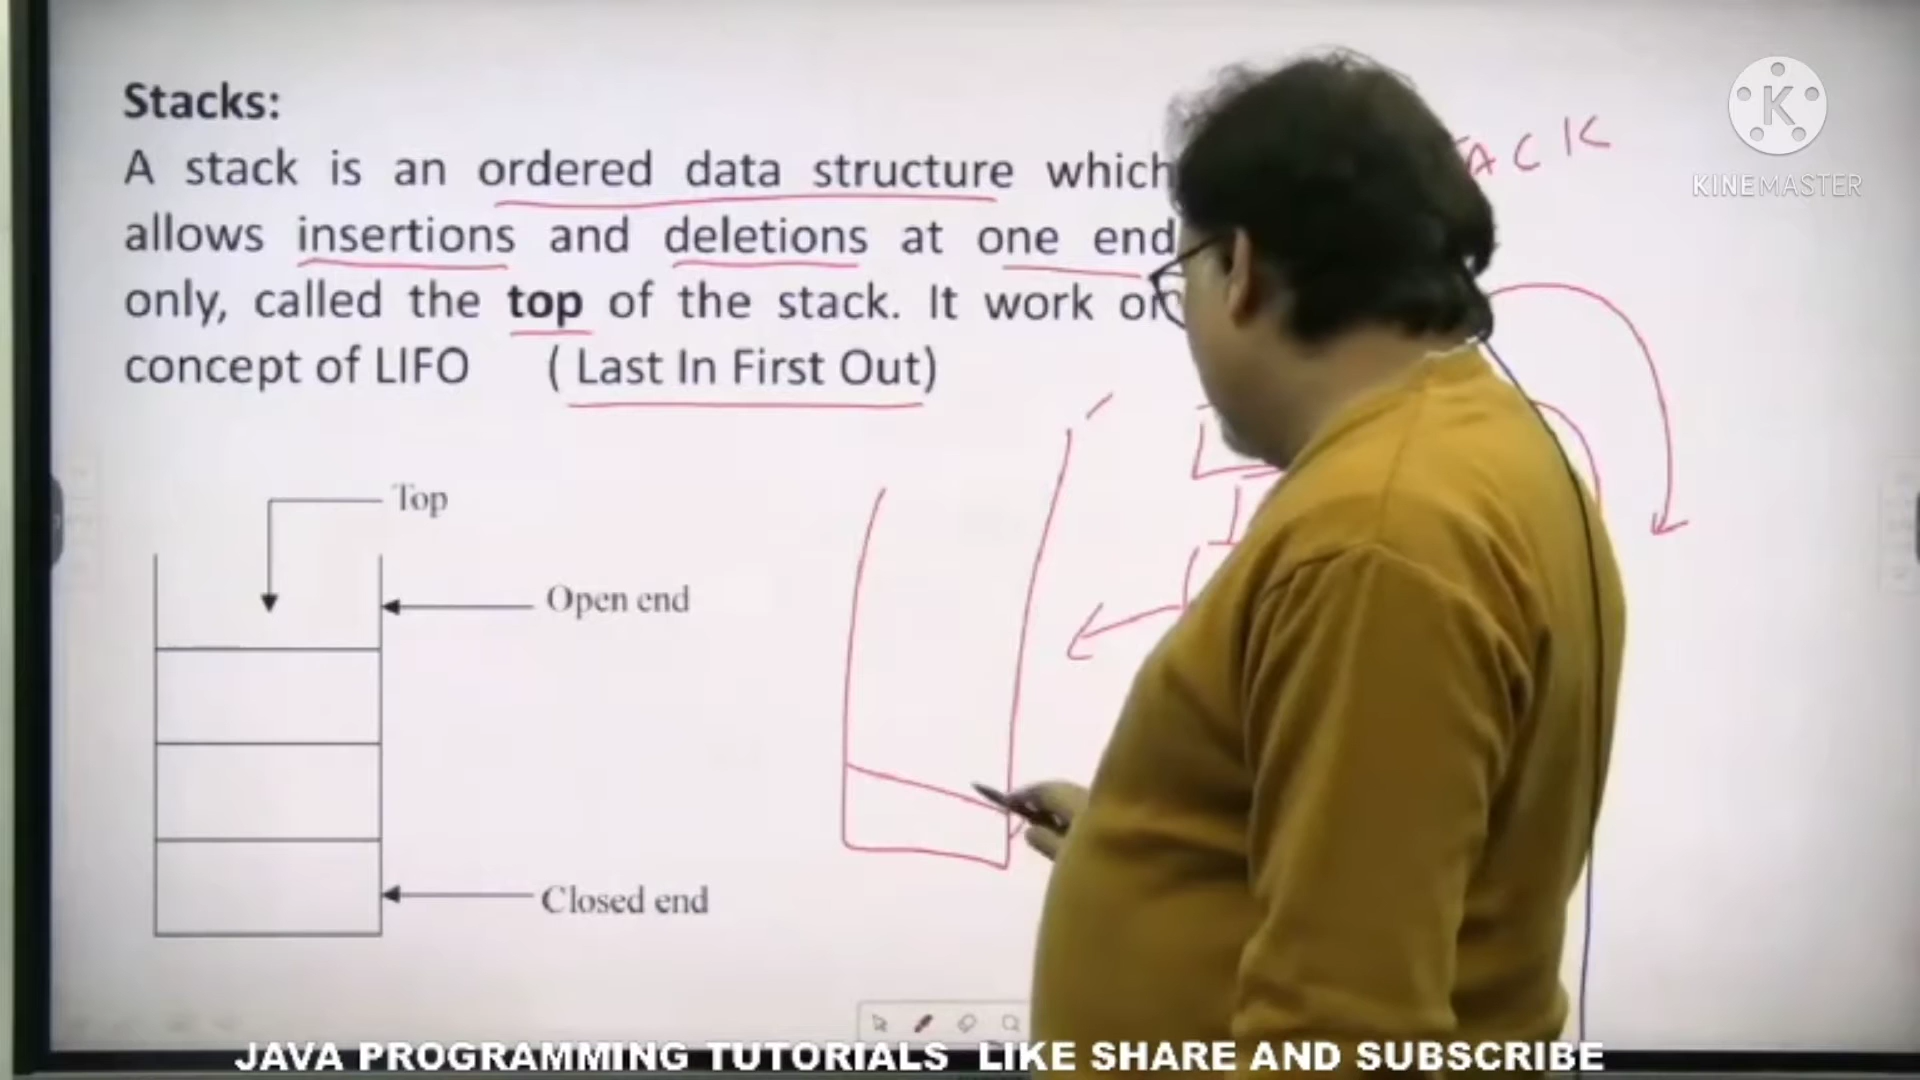 Stacks:
A stack is an ordered data structure which
allows insertions and deletions at one end
only, called the top of the stack. It work on
concept of LIFO ( Last In First Out)
ACK
KINEMASTER
Top
Open end
Closed end
JAVA PROGRAMMING TUTORIALS LIKE SHARE AND SUBSCRIBE